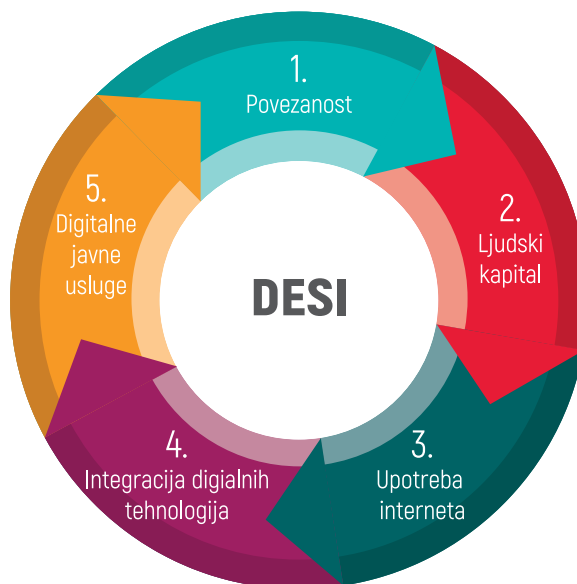 1.
Povezanost
2.
Ljudski
kapital
3.
Upotreba
interneta
4.
Integracija digialnih
tehnologija
5.
Digitalne
javne
usluge
DESI